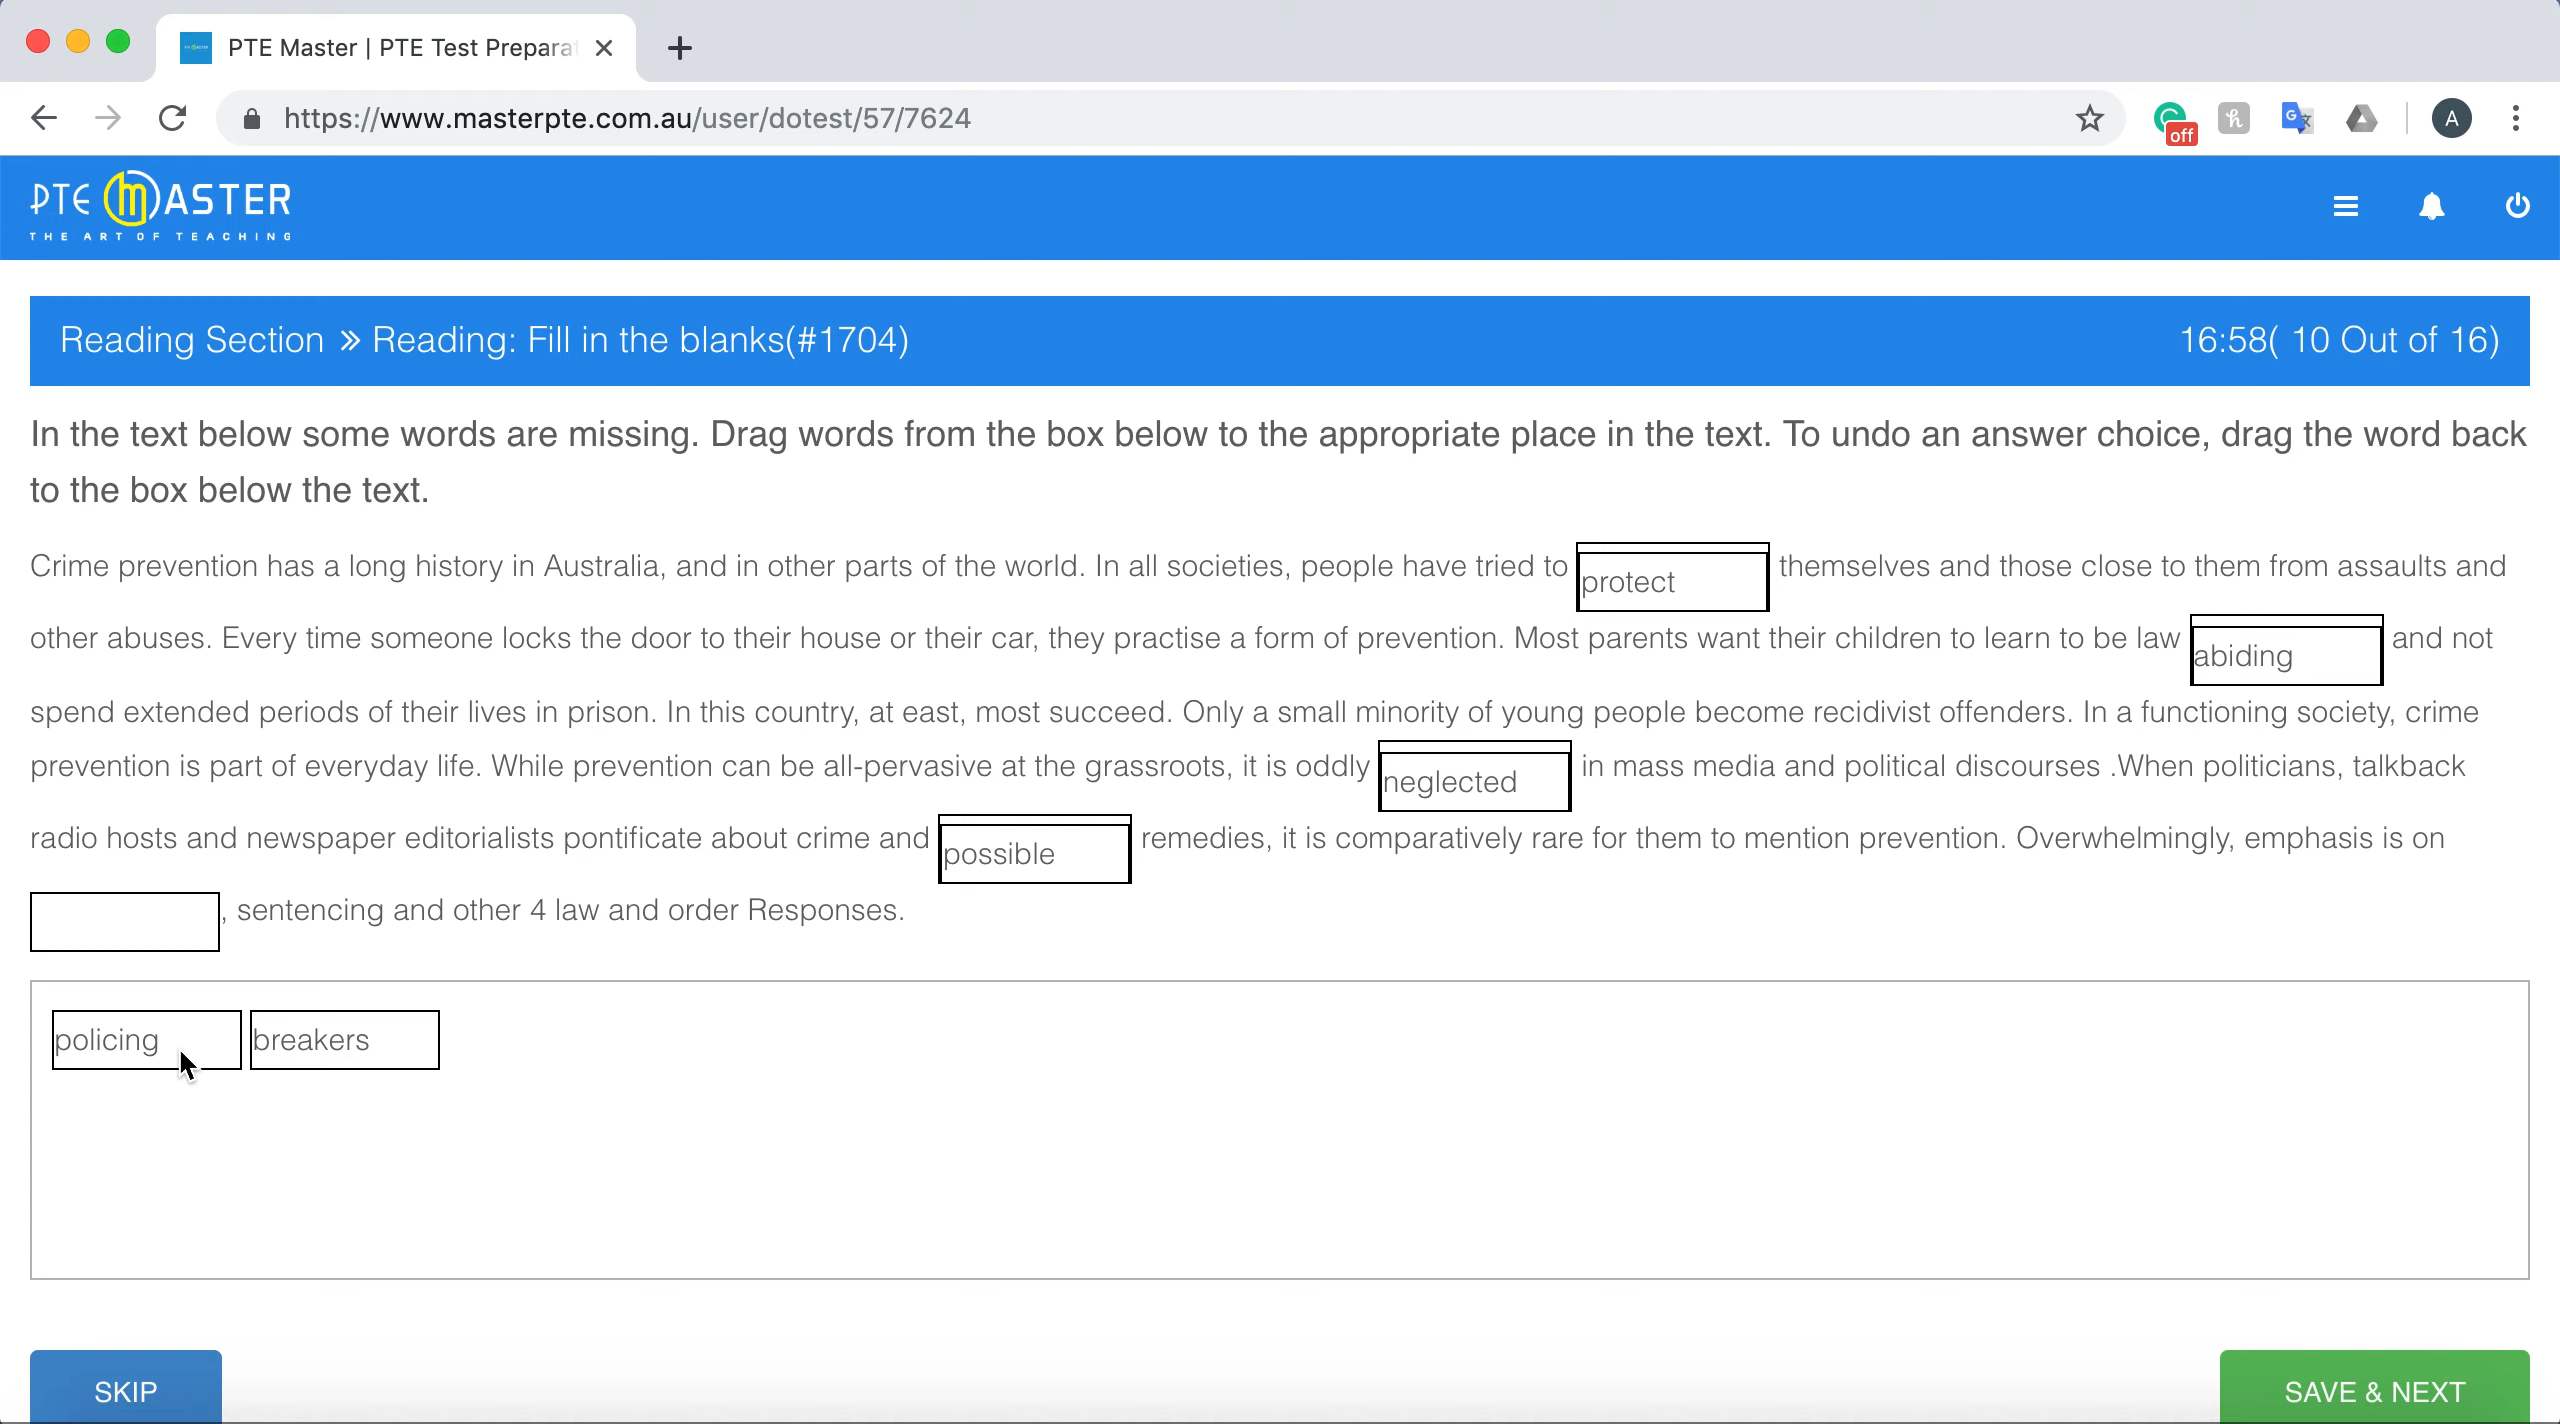 PTE Master | PTE Test Prepara
https://www.masterpte.com.au/user/dotest/57/7624
off
A
PTE MASTER
THE ART OF TEACHING
Reading Section » Reading: Fill in the blanks(#1704)
16:58( 10 Out of 16)
In the text below some words are missing. Drag words from the box below to the appropriate place in the text. To undo an answer choice, drag the word back
to the box below the text.
Crime prevention has a long history in Australia, and in other parts of the world. In all societies, people have tried to protect themselves and those close to them from assaults and
other abuses. Every time someone locks the door to their house or their car, they practise a form of prevention. Most parents want their children to learn to be law abiding and not
spend extended periods of their lives in prison. In this country, at east, most succeed. Only a small minority of young people become recidivist offenders. In a functioning society, crime
prevention is part of everyday life. While prevention can be all-pervasive at the grassroots, it is oddly neglected in mass media and political discourses .When politicians, talkback
radio hosts and newspaper editorialists pontificate about crime and possible remedies, it is comparatively rare for them to mention prevention. Overwhelmingly, emphasis is on
, sentencing and other 4 law and order Responses.
policing breakers
SKIP
SAVE & NEXT